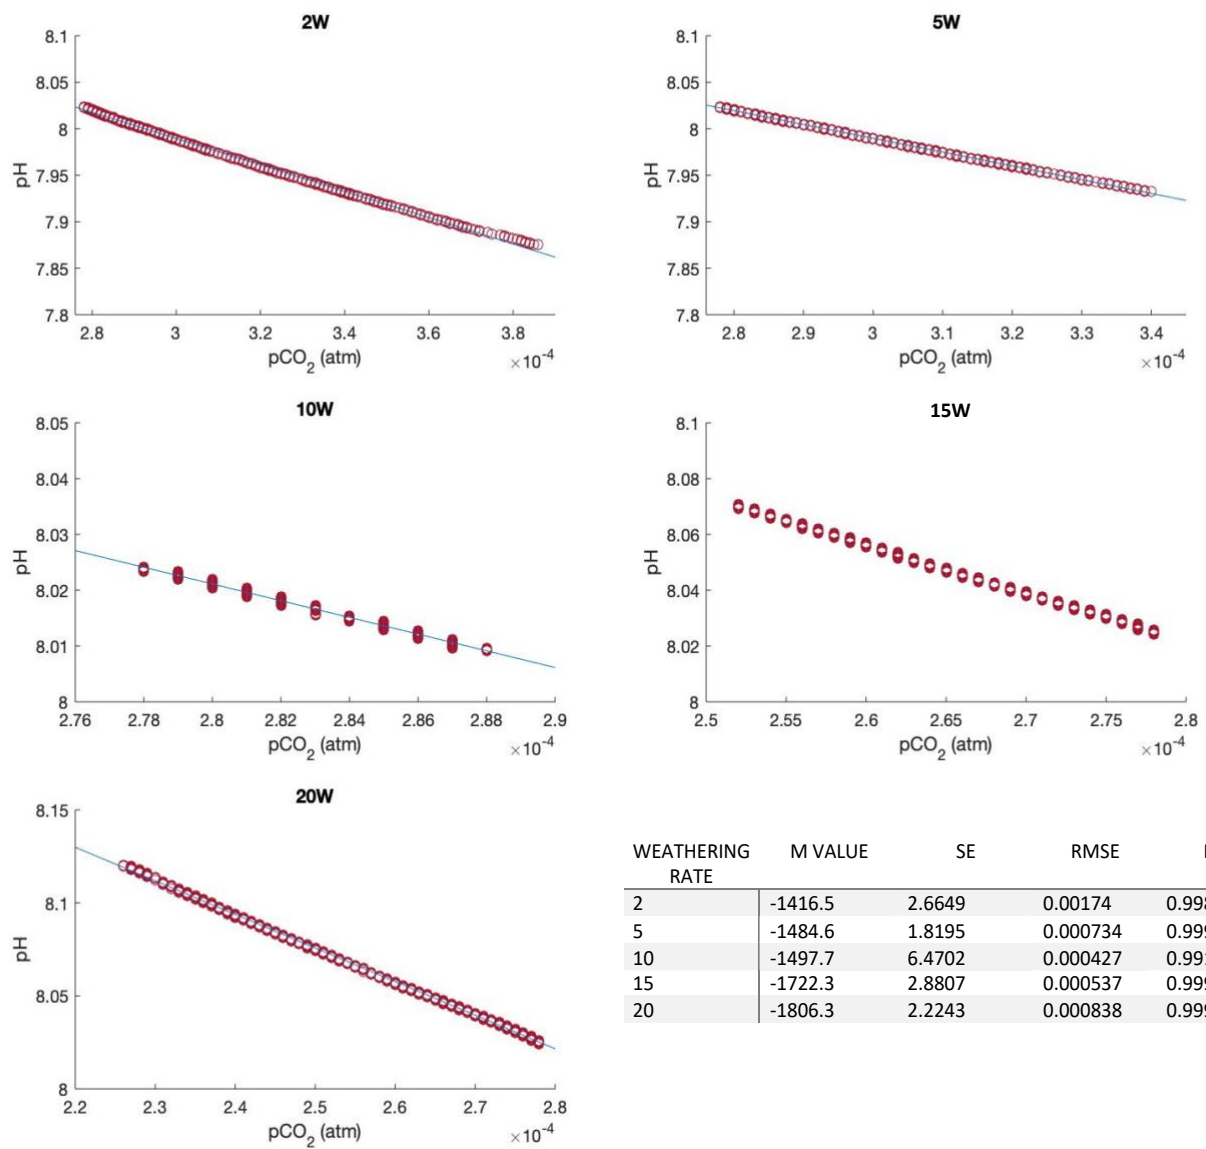 2W
8.1
8.05
8
7.95
7.9
7.85
7.8
pH
2.8 3 3.2 3.4 3.6 3.8
pCO2 (atm)
×10-4
5W
8.1
8.05
8
7.95
7.9
7.85
7.8
pH
2.8 2.9 3 3.1 3.2 3.3 3.4
pCO2 (atm)
×10-4
10W
8.05
8.04
8.03
8.02
8.01
8
pH
2.76 2.78 2.8 2.82 2.84 2.86 2.88 2.9
pCO2 (atm)
×10-4
15W
8.1
8.08
8.06
8.04
8.02
8
pH
2.5 2.55 2.6 2.65 2.7 2.75 2.8
pCO2 (atm)
×10-4
20W
8.15
8.1
8.05
8
pH
2.2 2.3 2.4 2.5 2.6 2.7 2.8
pCO2 (atm)
×10-4
WEATHERING M VALUE SE RMSE
RATE
2 -1416.5 2.6649 0.00174
5 -1484.6 1.8195 0.000734
10 -1497.7 6.4702 0.000427
15 -1722.3 2.8807 0.000537
20 -1806.3 2.2243 0.000838